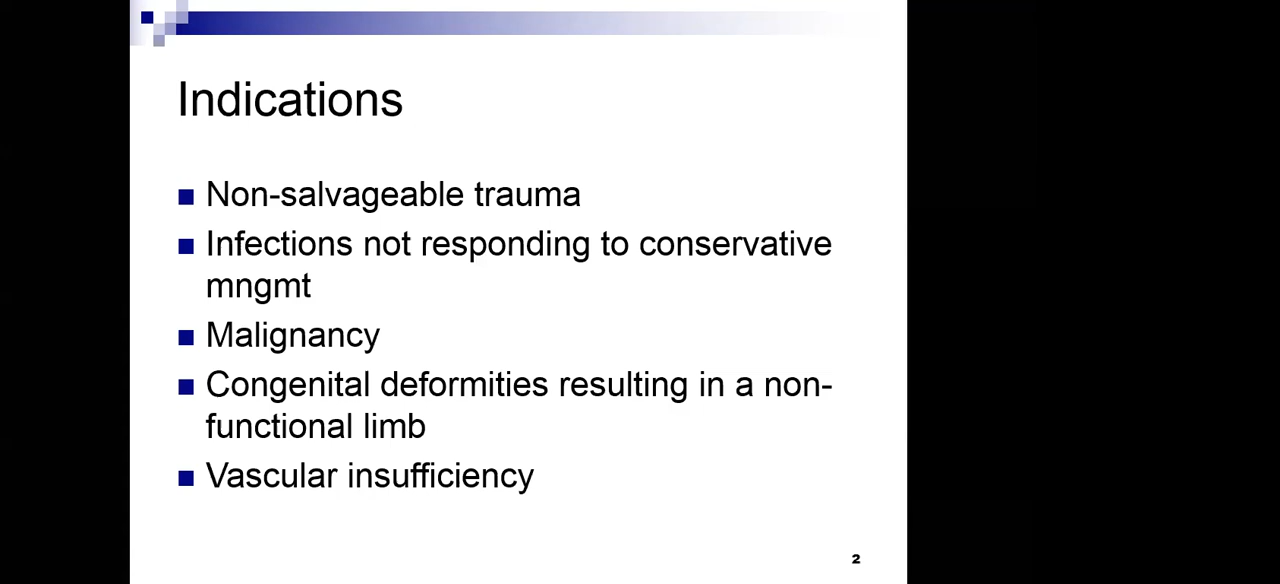 Indications
Non-salvageable trauma
Infections not responding to conservative
mngmt
Malignancy
Congenital deformities resulting in a non-
functional limb
Vascular insufficiency
2